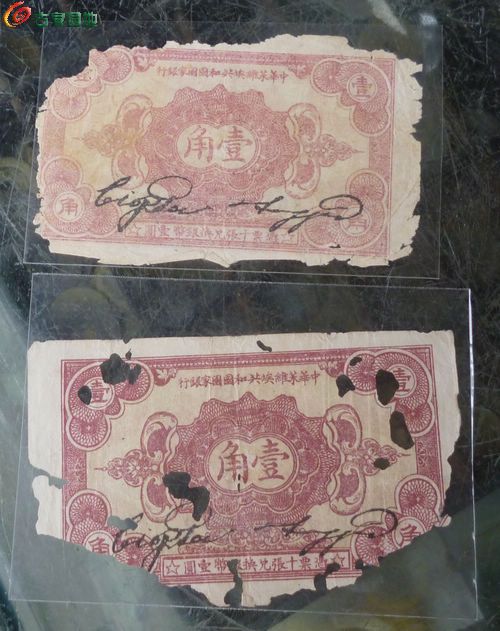 古泉园地
中華蘇維埃共和國國家銀行
壹
壹角
角
憑票十張兌換銀幣壹圓
中華蘇維埃共和國國家銀行
壹
壹角
角
角
憑票十張兌換銀幣壹圓